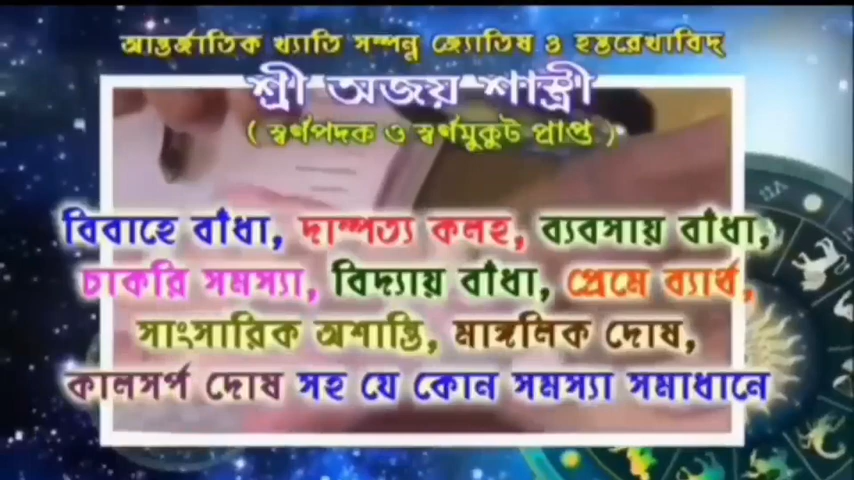 আন্তর্জাতিক খ্যাতি সম্পন্ন জ্যোতিষ ও হস্তরেখাবিদ্
শ্রী অজয় শাস্ত্রী
( স্বর্ণপদক ও স্বর্ণমুকুট প্রাপ্ত )
বিবাহে বাঁধা, দাম্পত্য কলহ, ব্যবসায় বাঁধা,
চাকরি সমস্যা, বিদ্যায় বাঁধা, প্রেমে ব্যার্থ,
সাংসারিক অশান্তি, মাঙ্গলিক দোষ,
কালসর্প দোষ সহ যে কোন সমস্যা সমাধানে